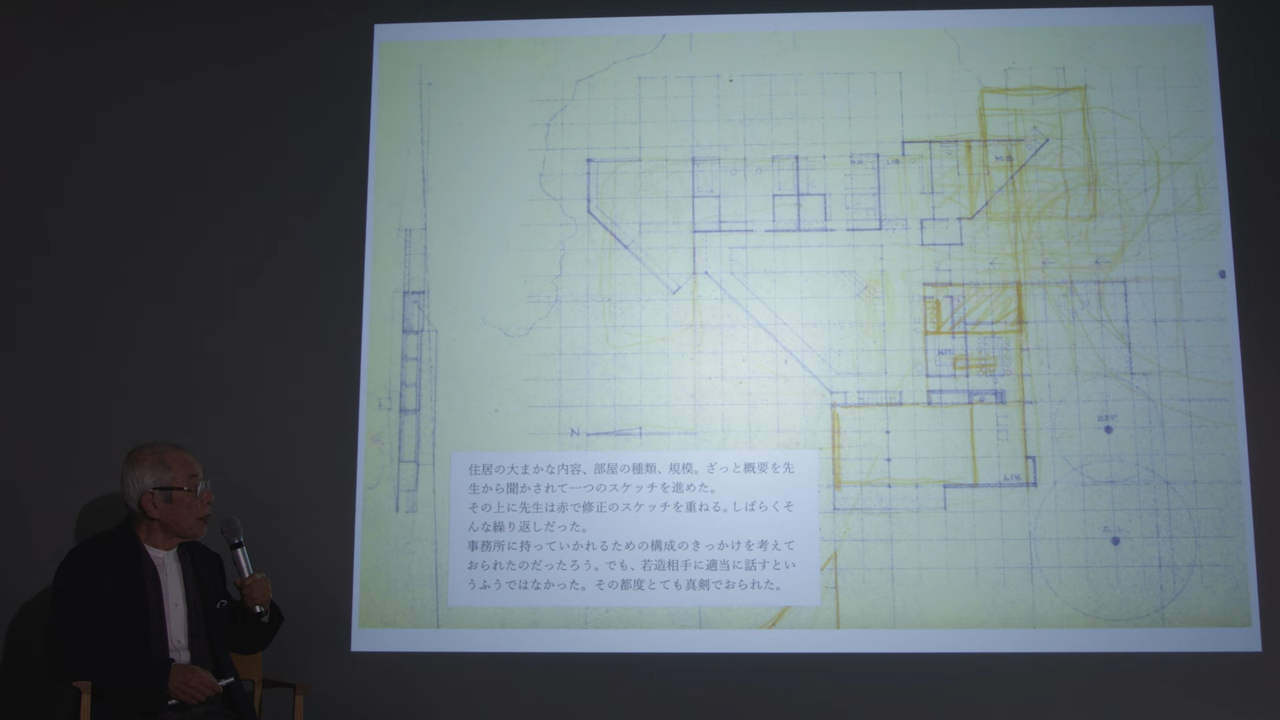 M.B.
KIT.
LIV.
N
住居の大まかな内容、部屋の種類、規模。ざっと概要を先
生から聞かされて一つのスケッチを進めた。
その上に先生は赤で修正のスケッチを重ねる。しばらくそ
んな繰り返しだった。
事務所に持っていかれるための構成のきっかけを考えて
おられたのだったろう。でも、若造相手に適当に話すとい
うふうではなかった。その都度とても真剣でおられた。